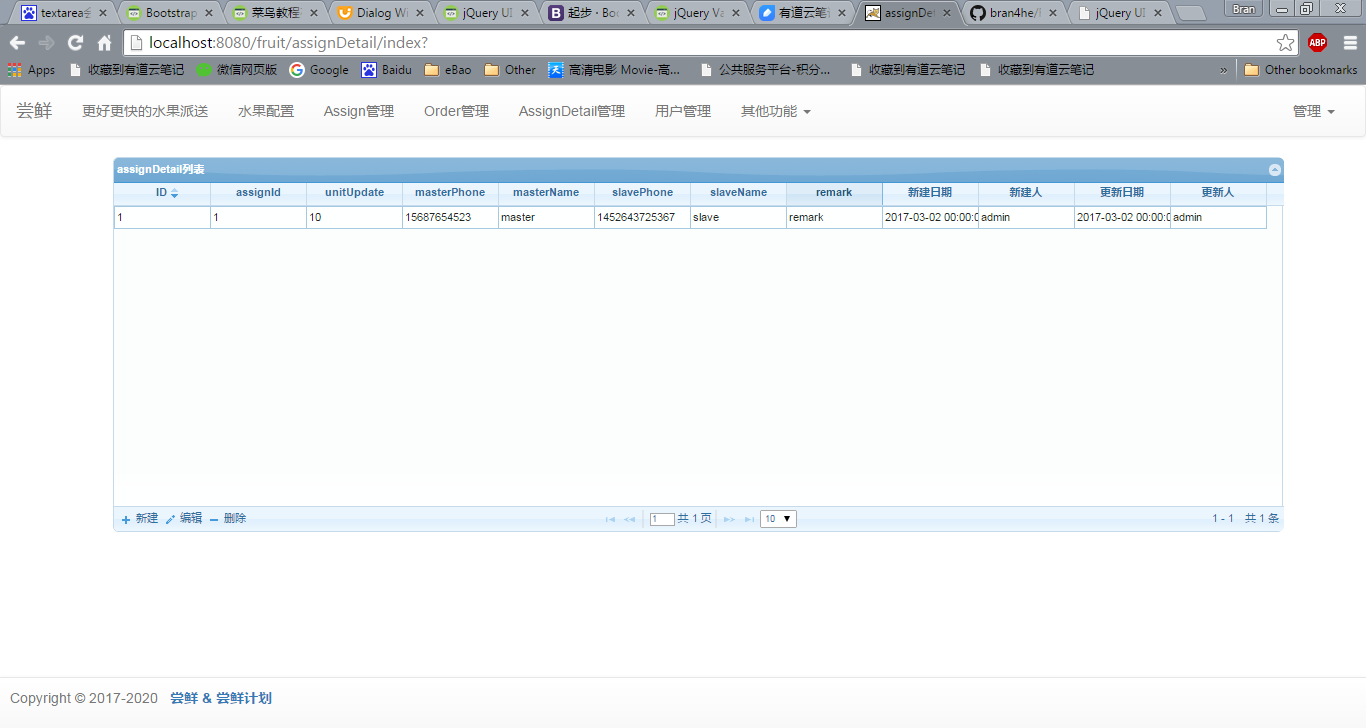 textarea Bootstrap 菜鸟教程 Dialog Wi jQuery UI 起步 · Boo jQuery Va 有道云笔 assignDet bran4he/ jQuery UI Bran
localhost:8080/fruit/assignDetail/index?
ABP
Apps 收藏到有道云笔记 微信网页版 Google Baidu eBao Other 高清电影 Movie-高... 公共服务平台-积分... 收藏到有道云笔记 收藏到有道云笔记 » Other bookmarks
尝鲜 更好更快的水果派送 水果配置 Assign管理 Order管理 AssignDetail管理 用户管理 其他功能 管理
assignDetail列表
ID assignId unitUpdate masterPhone masterName slavePhone slaveName remark 新建日期 新建人 更新日期 更新人
1 1 10 15687654523 master 1452643725367 slave remark 2017-03-02 00:00:0 admin 2017-03-02 00:00:0 admin
新建 编辑 删除 1 共 1 页 10 1 - 1 共 1 条
Copyright © 2017-2020 尝鲜 & 尝鲜计划